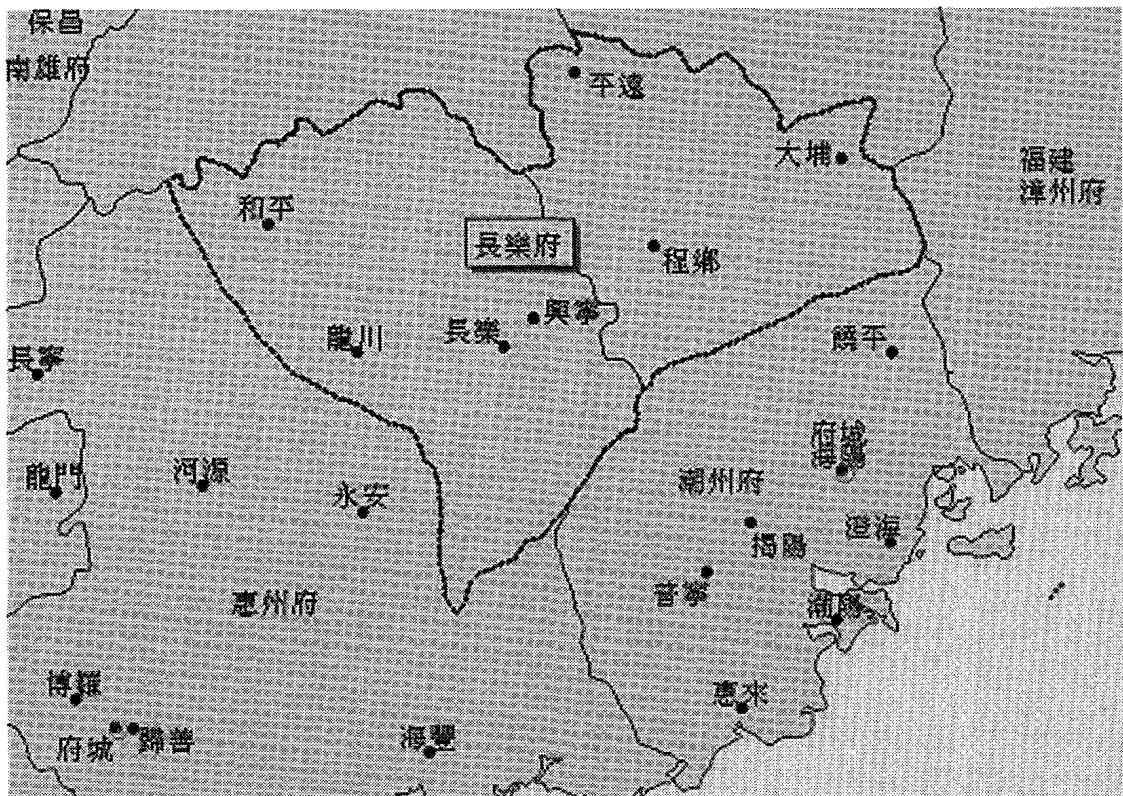 保昌
南雄府
平遠
大埔
福建
漳州府
和平
長樂府
程鄉
興寧
龍川
長樂
長寧
饒平
府城
海陽
龍門
河源
潮州府
永安
揭陽
澄海
普寧
惠州府
潮陽
博羅
惠來
府城
歸善
海豐